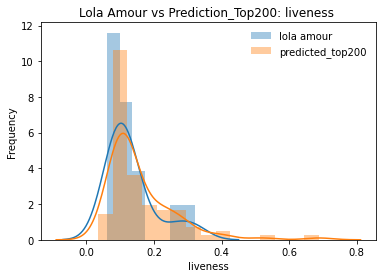 Lola Amour vs Prediction_Top200: liveness
lola amour
predicted_top200
Frequency
12
10
8
6
4
2
0
0.0 0.2 0.4 0.6 0.8
liveness